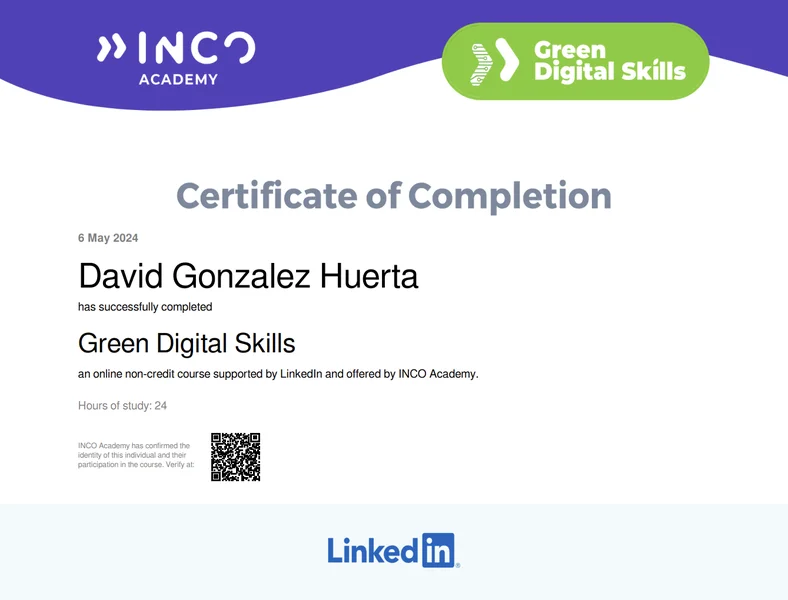 INCO
ACADEMY
Green
Digital Skills
Certificate of Completion
6 May 2024
David Gonzalez Huerta
has successfully completed
Green Digital Skills
an online non-credit course supported by LinkedIn and offered by INCO Academy.
Hours of study: 24
INCO Academy has confirmed the
identity of this individual and their
participation in the course. Verify at:
LinkedIn